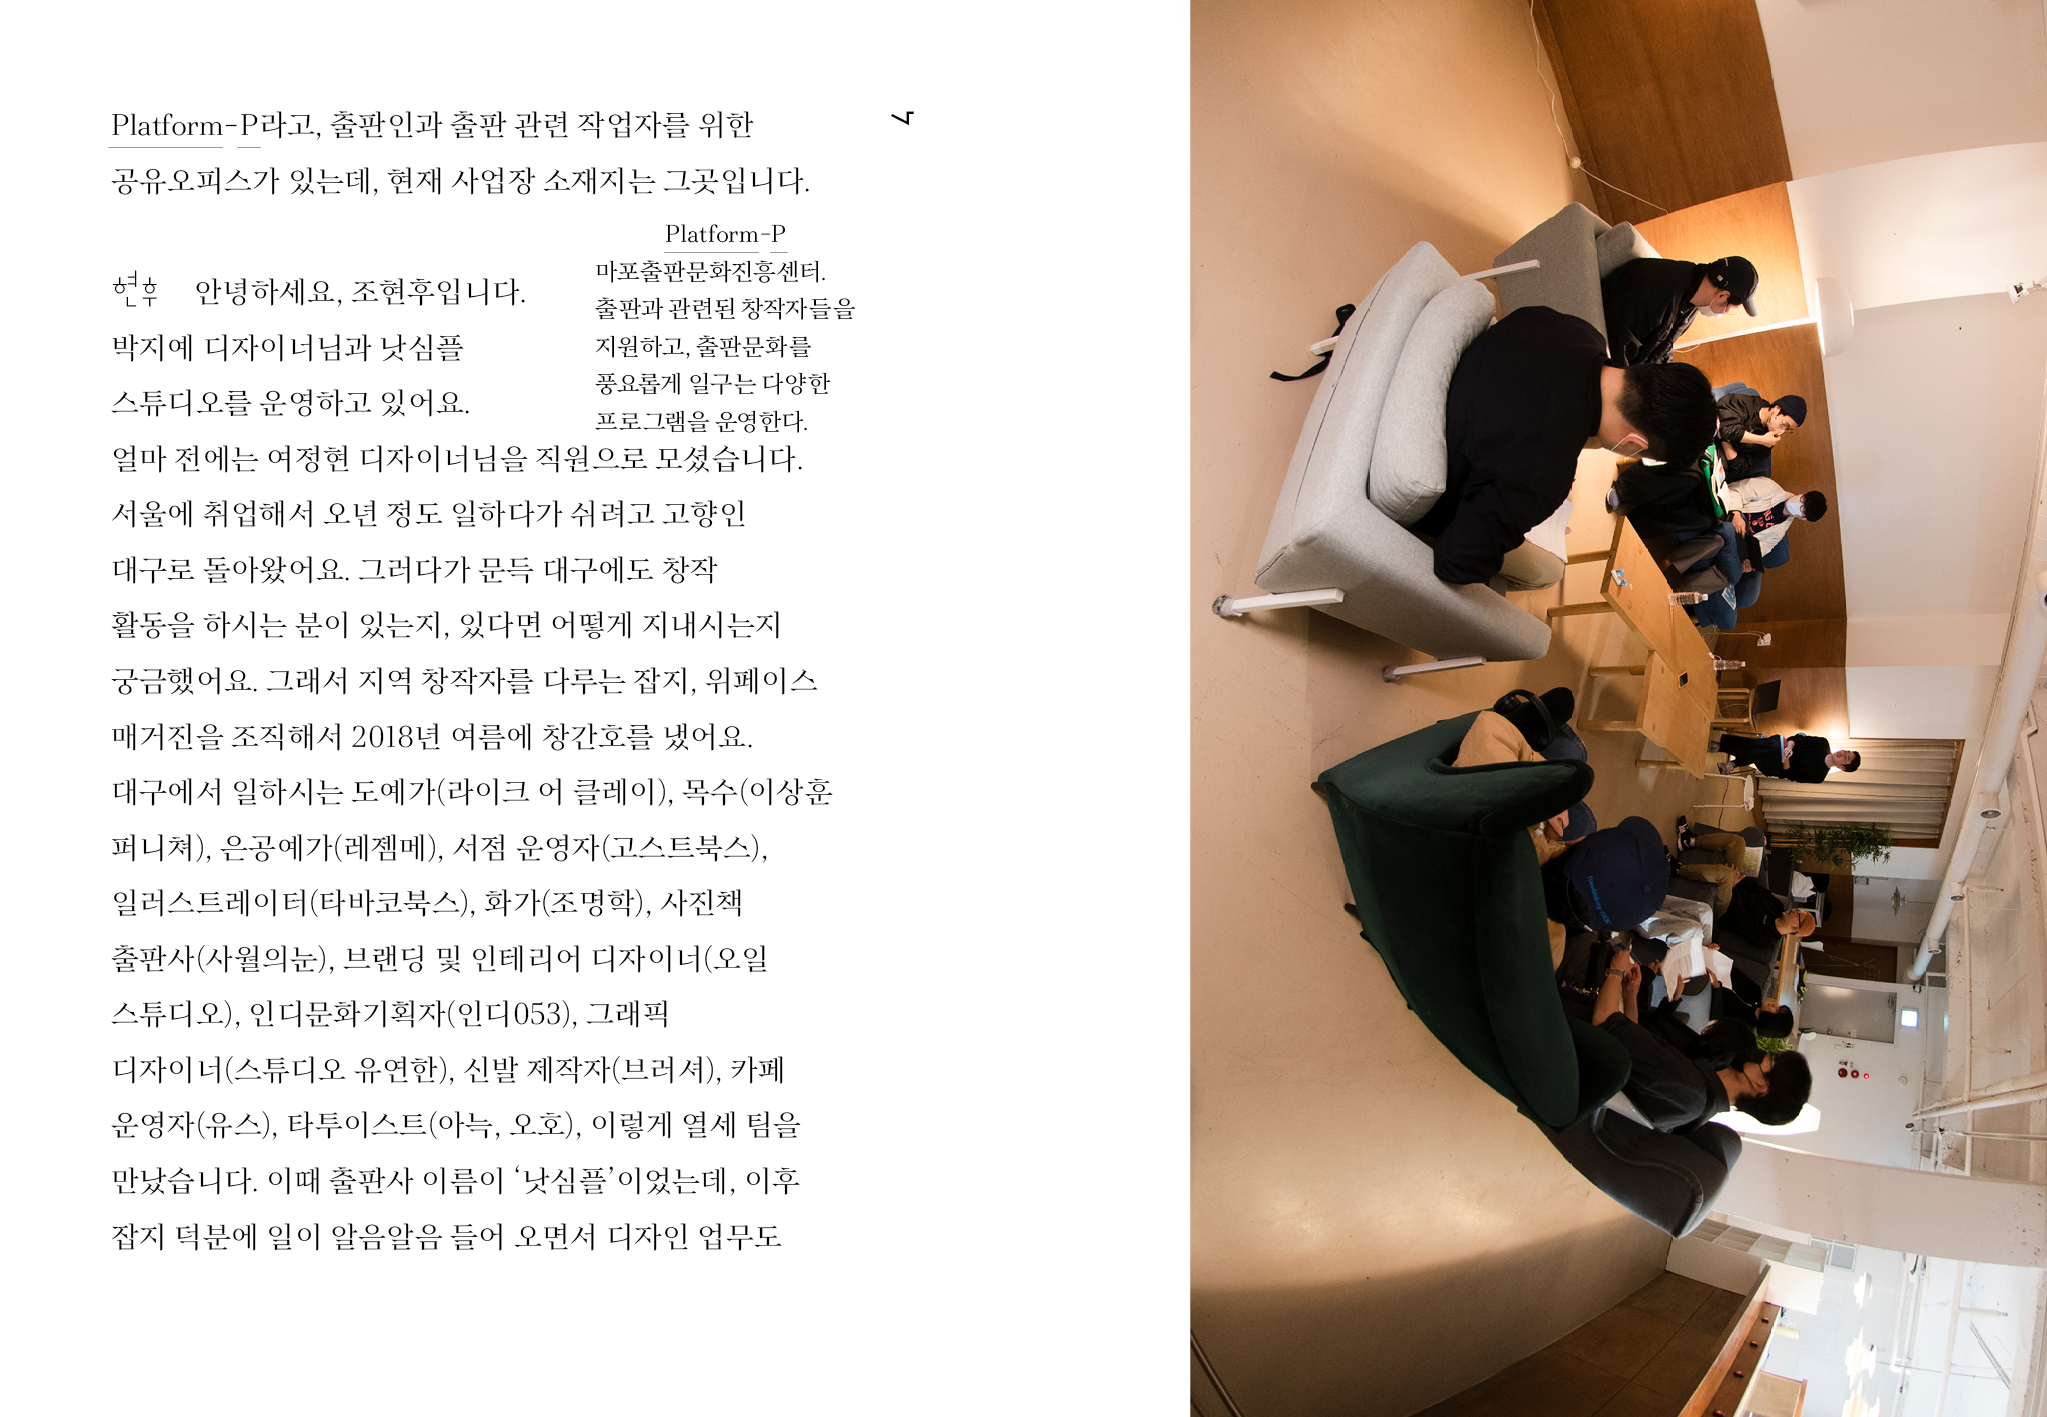 Platform-P라고, 출판인과 출판 관련 작업자를 위한
공유오피스가 있는데, 현재 사업장 소재지는 그곳입니다.
Platform-P
마포출판문화진흥센터.
출판과 관련된 창작자들을
지원하고, 출판문화를
풍요롭게 일구는 다양한
프로그램을 운영한다.
현후 안녕하세요, 조현후입니다.
박지예 디자이너님과 낫심플
스튜디오를 운영하고 있어요.
얼마 전에는 여정현 디자이너님을 직원으로 모셨습니다.
서울에 취업해서 오년 정도 일하다가 쉬려고 고향인
대구로 돌아왔어요. 그러다가 문득 대구에도 창작
활동을 하시는 분이 있는지, 있다면 어떻게 지내시는지
궁금했어요. 그래서 지역 창작자를 다루는 잡지, 위페이스
매거진을 조직해서 2018년 여름에 창간호를 냈어요.
대구에서 일하시는 도예가(라이크 어 클레이), 목수(이상훈
퍼니쳐), 은공예가(레젬메), 서점 운영자(고스트북스),
일러스트레이터(타바코북스), 화가(조명학), 사진책
출판사(사월의눈), 브랜딩 및 인테리어 디자이너(오일
스튜디오), 인디문화기획자(인디053), 그래픽
디자이너(스튜디오 유연한), 신발 제작자(브러셔), 카페
운영자(유스), 타투이스트(아늑, 오호), 이렇게 열세 팀을
만났습니다. 이때 출판사 이름이 ‘낫심플’이었는데, 이후
잡지 덕분에 일이 알음알음 들어 오면서 디자인 업무도